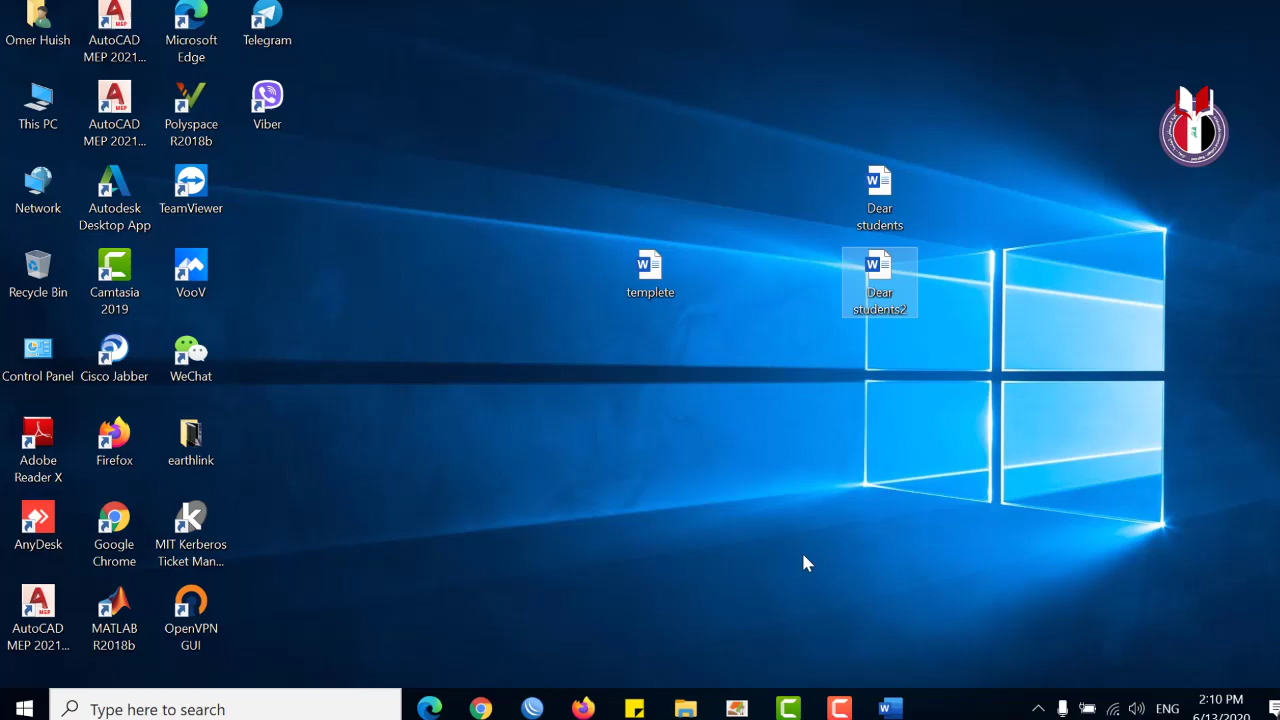 Omer Huish
AutoCAD
MEP 2021...
Microsoft
Edge
Telegram
This PC
AutoCAD
MEP 2021...
Polyspace
R2018b
Viber
Network
Autodesk
Desktop App
TeamViewer
Recycle Bin
Camtasia
2019
VooV
Control Panel
Cisco Jabber
WeChat
Adobe
Reader X
Firefox
earthlink
AnyDesk
Google
Chrome
MIT Kerberos
Ticket Man...
AutoCAD
MEP 2021...
MATLAB
R2018b
OpenVPN
GUI
templete
Dear
students
Dear
students2
Type here to search
ENG
2:10 PM
6/13/2020